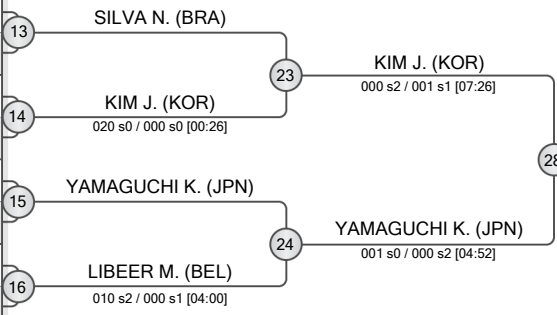 SILVA N. (BRA)
13
KIM J. (KOR)
23
000 s2 / 001 s1 [07:26]
KIM J. (KOR)
14
020 s0 / 000 s0 [00:26]
28
YAMAGUCHI K. (JPN)
15
YAMAGUCHI K. (JPN)
24
001 s0 / 000 s2 [04:52]
LIBEER M. (BEL)
16
010 s2 / 000 s1 [04:00]